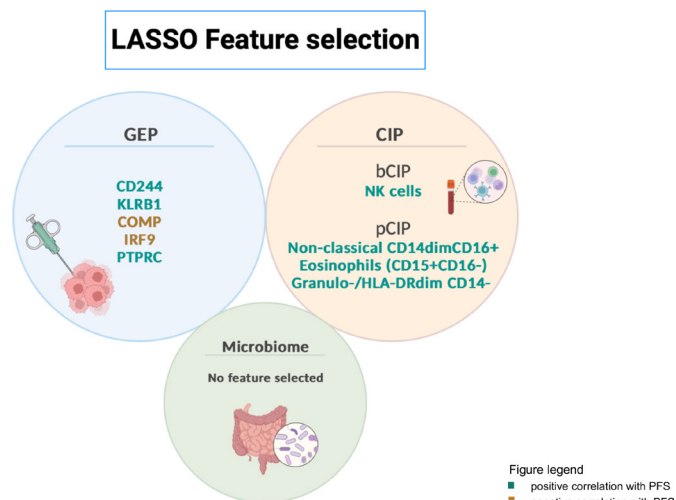 LASSO Feature selection
GEP
CD244
KLRB1
COMP
IRF9
PTPRC
CIP
bCIP
NK cells
pCIP
Non-classical CD14dimCD16+
Eosinophils (CD15+CD16-)
Granulo-/HLA-DRdim CD14-
Microbiome
No feature selected
Figure legend
positive correlation with PFS